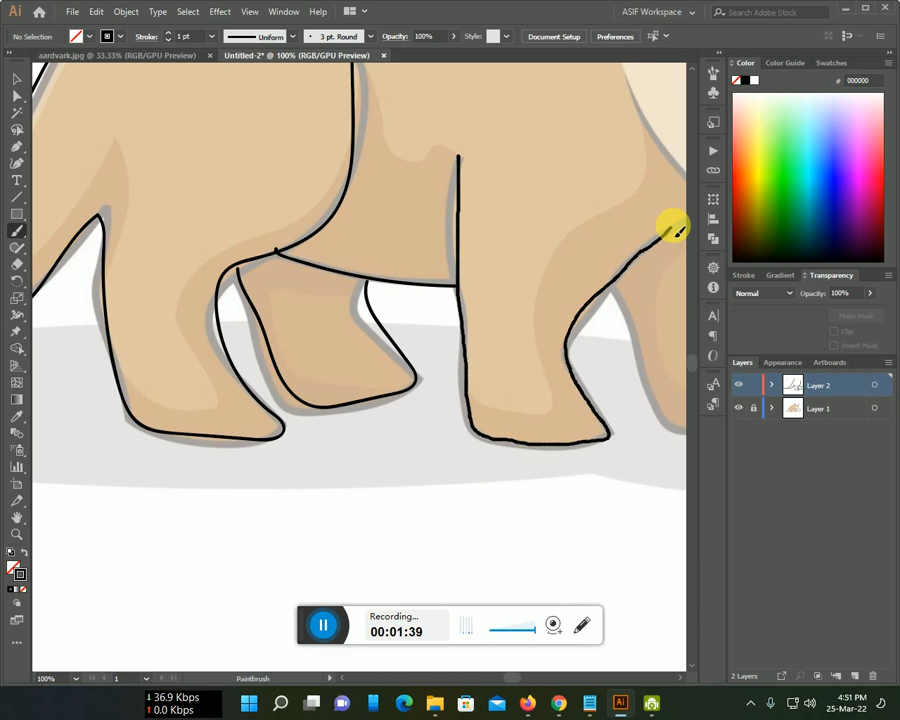 Ai
File Edit Object Type Select Effect View Window Help
ASIF Workspace
Search Adobe Stock
No Selection
Stroke: 1 pt
Uniform
3 pt. Round
Opacity: 100%
Style:
Document Setup
Preferences
aardvark.jpg @ 33.33% (RGB/GPU Preview) ×
Untitled-2* @ 100% (RGB/GPU Preview) ×
Color Color Guide Swatches
# 000000
Stroke Gradient Transparency
Normal
Opacity: 100%
Make Mask
Clip
Invert Mask
Layers Appearance Artboards
Layer 2
Layer 1
Recording...
00:01:39
100%
1
Paintbrush
2 Layers
36.9 Kbps
0.0 Kbps
Ai
4:51 PM
25-Mar-22